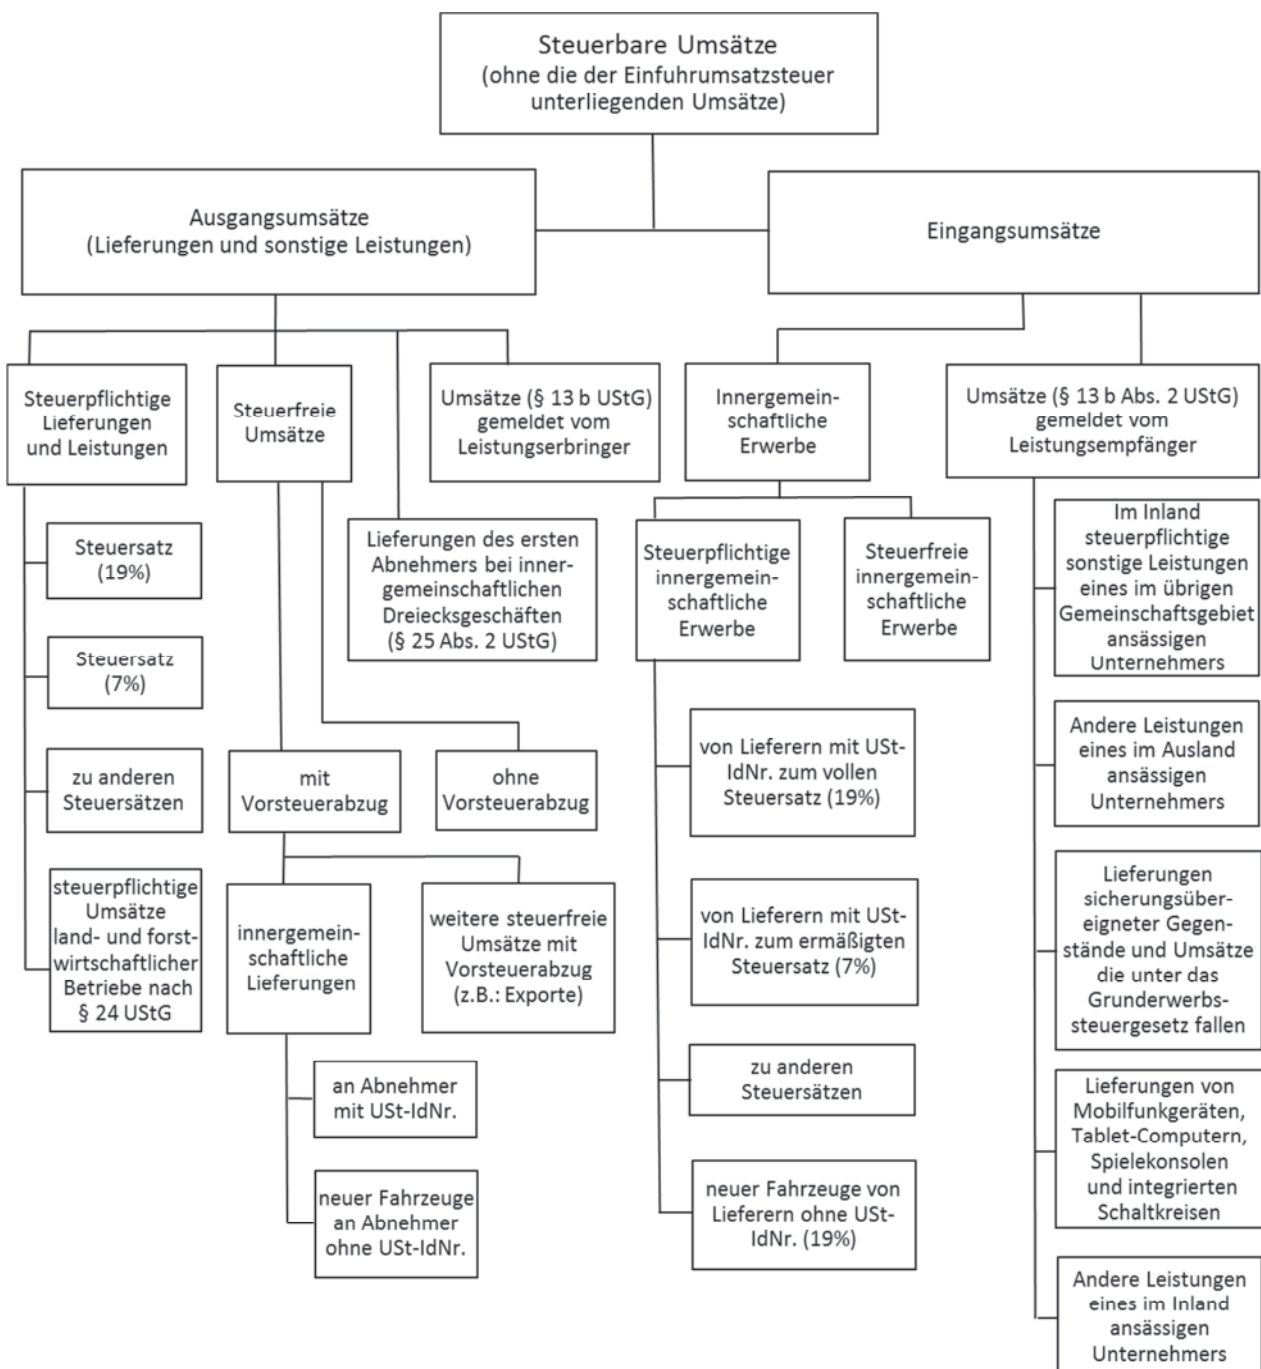 Steuerbare Umsätze
(ohne die der Einfuhrumsatzsteuer
unterliegenden Umsätze)
Ausgangsumsätze
(Lieferungen und sonstige Leistungen)
Eingangsumsätze
Steuerpflichtige
Lieferungen
und Leistungen
Steuerfreie
Umsätze
Umsätze (§ 13 b UStG)
gemeldet vom
Leistungserbringer
Innergemein-
schaftliche
Erwerbe
Umsätze (§ 13 b Abs. 2 UStG)
gemeldet vom
Leistungsempfänger
Steuersatz
(19%)
Steuersatz
(7%)
zu anderen
Steuersätzen
steuerpflichtige
Umsätze
land- und forst-
wirtschaftlicher
Betriebe nach
§ 24 UStG
Lieferungen des ersten
Abnehmers bei inner-
gemeinschaftlichen
Dreiecksgeschäften
(§ 25 Abs. 2 UStG)
mit
Vorsteuerabzug
ohne
Vorsteuerabzug
innergemein-
schaftliche
Lieferungen
weitere steuerfreie
Umsätze mit
Vorsteuerabzug
(z.B.: Exporte)
an Abnehmer
mit USt-IdNr.
neuer Fahrzeuge
an Abnehmer
ohne USt-IdNr.
Steuerpflichtige
innergemein-
schaftliche
Erwerbe
Steuerfreie
innergemein-
schaftliche
Erwerbe
von Lieferern mit USt-
IdNr. zum vollen
Steuersatz (19%)
von Lieferern mit USt-
IdNr. zum ermäßigten
Steuersatz (7%)
zu anderen
Steuersätzen
neuer Fahrzeuge von
Lieferern ohne USt-
IdNr. (19%)
Im Inland
steuerpflichtige
sonstige Leistungen
eines im übrigen
Gemeinschaftsgebiet
ansässigen
Unternehmers
Andere Leistungen
eines im Ausland
ansässigen
Unternehmers
Lieferungen
sicherungsüber-
eigneter Gegen-
stände und Umsätze
die unter das
Grunderwerbs-
steuergesetz fallen
Lieferungen von
Mobilfunkgeräten,
Tablet-Computern,
Spielekonsolen
und integrierten
Schaltkreisen
Andere Leistungen
eines im Inland
ansässigen
Unternehmers